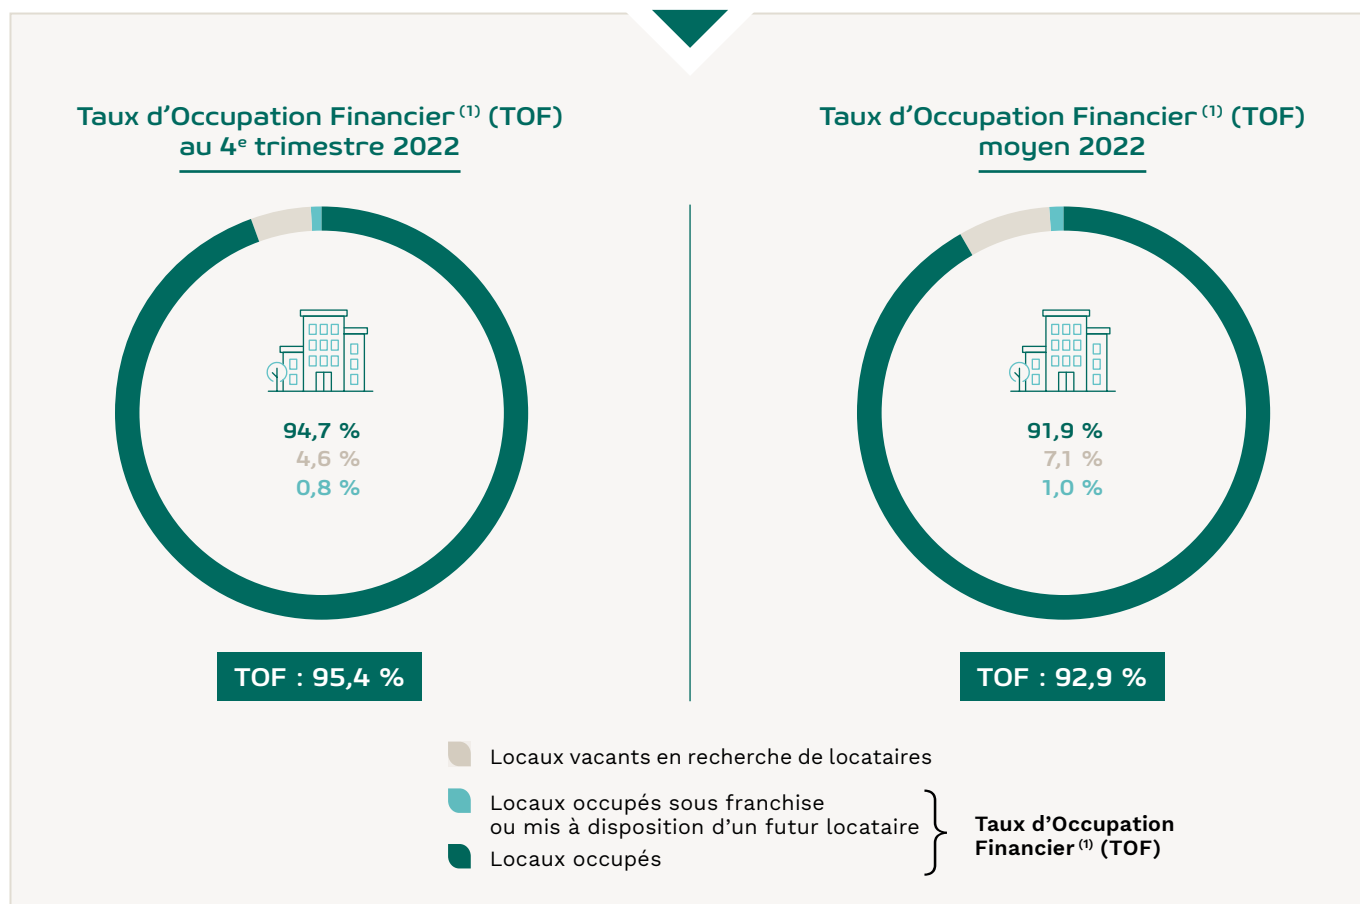 Taux d’Occupation Financier (1) (TOF)
au 4e trimestre 2022
94,7 %
4,6 %
0,8 %
TOF : 95,4 %
Taux d’Occupation Financier (1) (TOF)
moyen 2022
91,9 %
7,1 %
1,0 %
TOF : 92,9 %
Locaux vacants en recherche de locataires
Locaux occupés sous franchise
ou mis à disposition d’un futur locataire
Locaux occupés
Taux d’Occupation
Financier (1) (TOF)